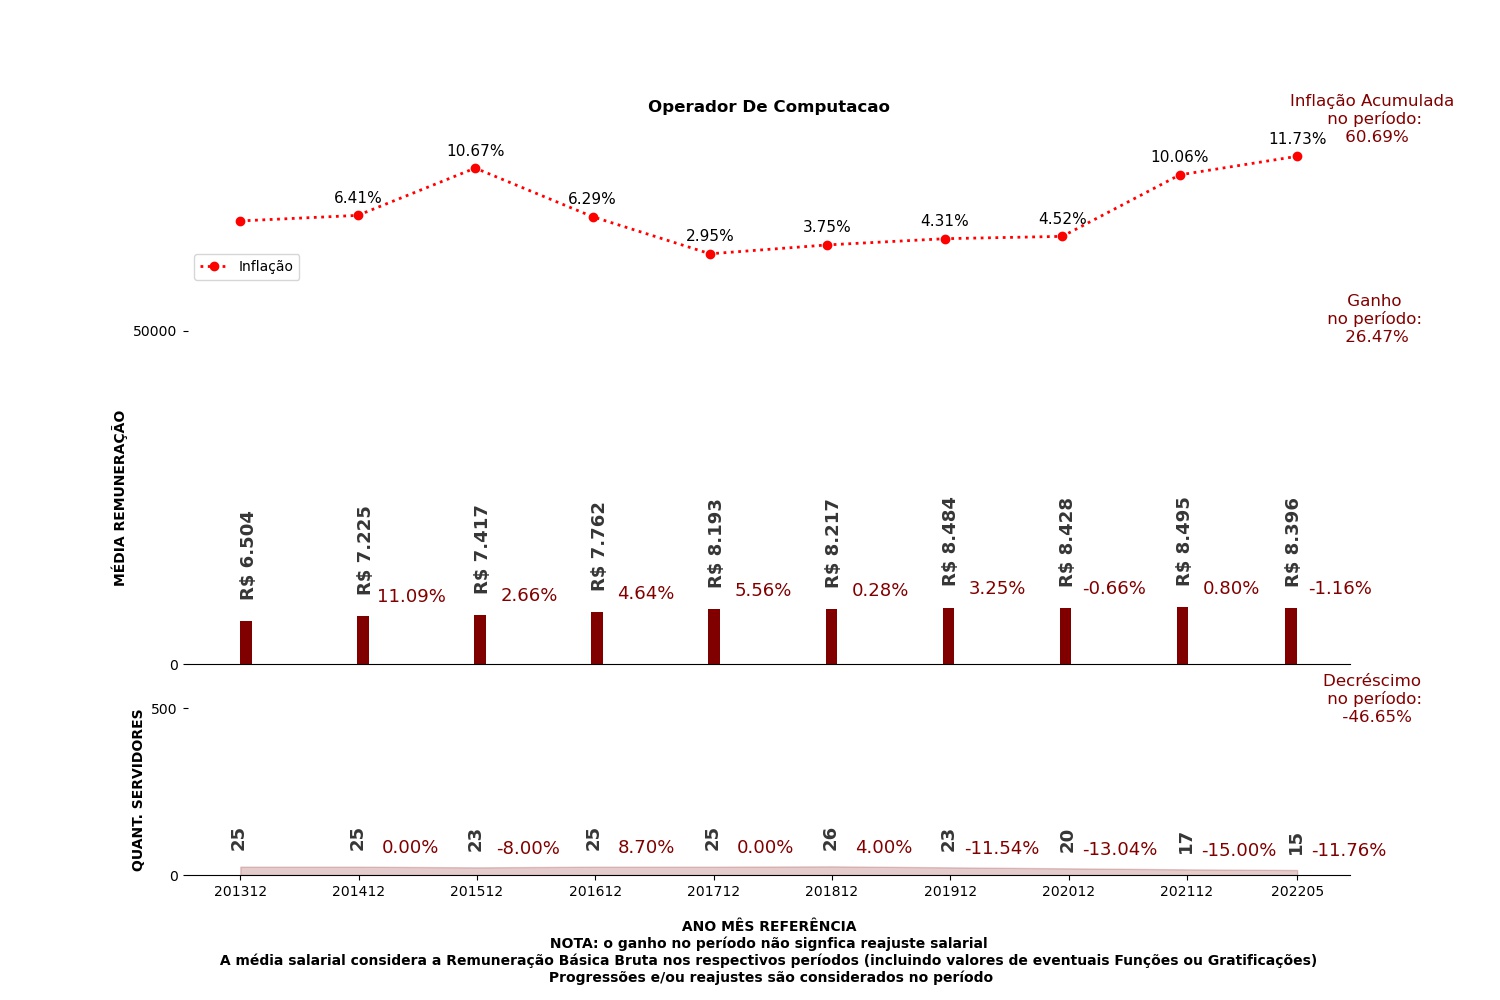 Operador De Computacao
Inflação Acumulada
no período:
60.69%
6.41%
10.67%
6.29%
2.95%
3.75%
4.31%
4.52%
10.06%
11.73%
Inflação
Ganho
no período:
26.47%
50000
0
MÉDIA REMUNERAÇÃO
R$ 6.504
R$ 7.225
R$ 7.417
R$ 7.762
R$ 8.193
R$ 8.217
R$ 8.484
R$ 8.428
R$ 8.495
R$ 8.396
11.09%
2.66%
4.64%
5.56%
0.28%
3.25%
-0.66%
0.80%
-1.16%
Decréscimo
no período:
-46.65%
500
0
QUANT. SERVIDORES
25
25
23
25
25
26
23
20
17
15
0.00%
-8.00%
8.70%
0.00%
4.00%
-11.54%
-13.04%
-15.00%
-11.76%
201312
201412
201512
201612
201712
201812
201912
202012
202112
202205
ANO MÊS REFERÊNCIA
NOTA: o ganho no período não signfica reajuste salarial
A média salarial considera a Remuneração Básica Bruta nos respectivos períodos (incluindo valores de eventuais Funções ou Gratificações)
Progressões e/ou reajustes são considerados no período